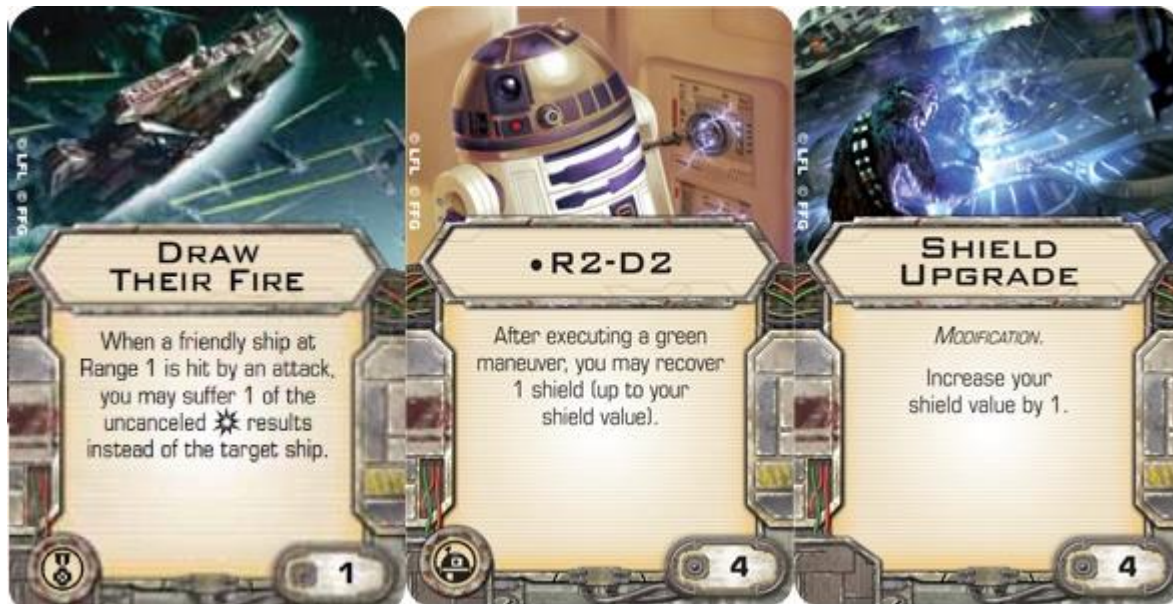 © LFL © FFG
DRAW
THEIR FIRE
When a friendly ship at
Range 1 is hit by an attack,
you may suffer 1 of the
uncanceled results
instead of the target ship.
1
© LFL © FFG
•R2-D2
After executing a green
maneuver, you may recover
1 shield (up to your
shield value).
4
© LFL © FFG
SHIELD
UPGRADE
MODIFICATION.
Increase your
shield value by 1.
4